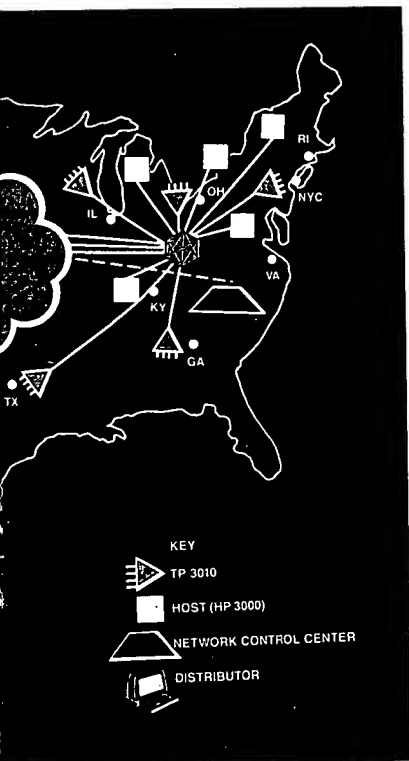 RI
OH
NYC
IL
VA
KY
GA
TX
KEY
TP 3010
HOST (HP 3000)
NETWORK CONTROL CENTER
DISTRIBUTOR